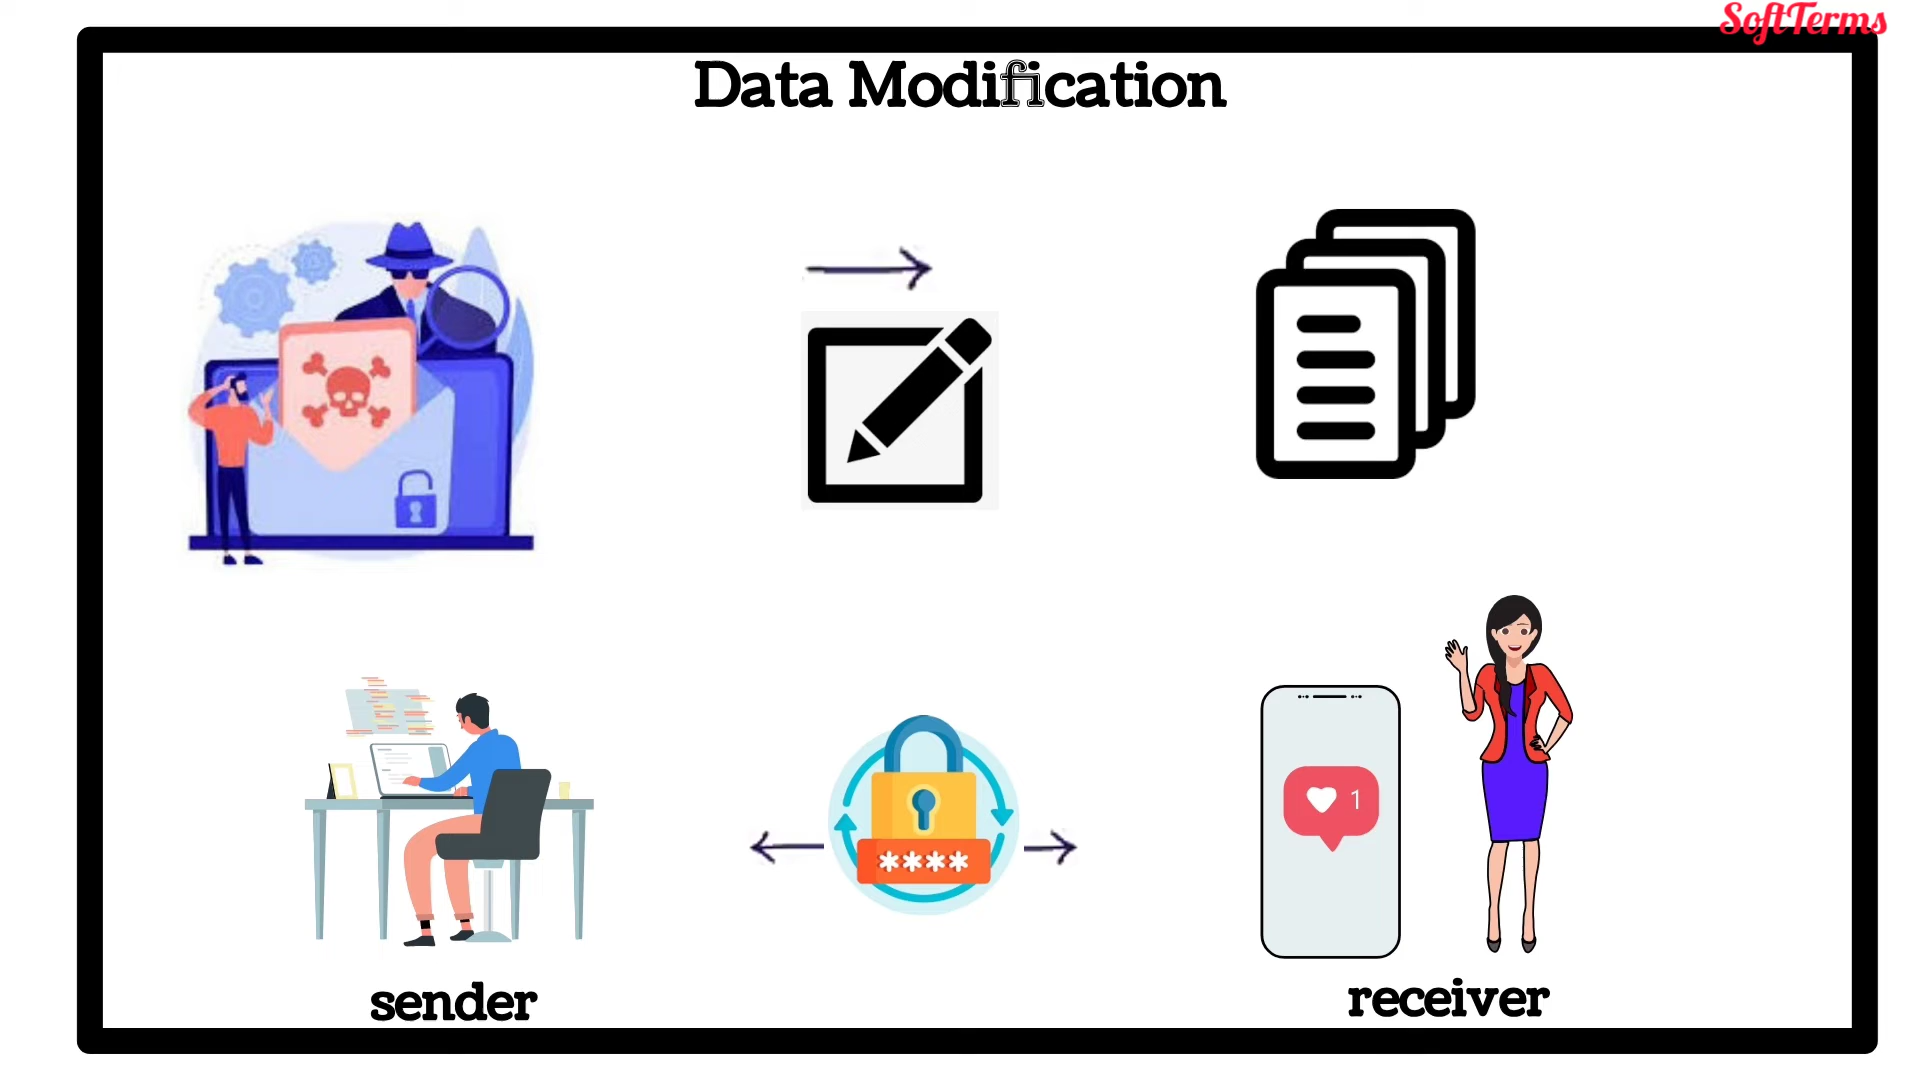 SoftTerms
Data Modification
1
****
sender
receiver